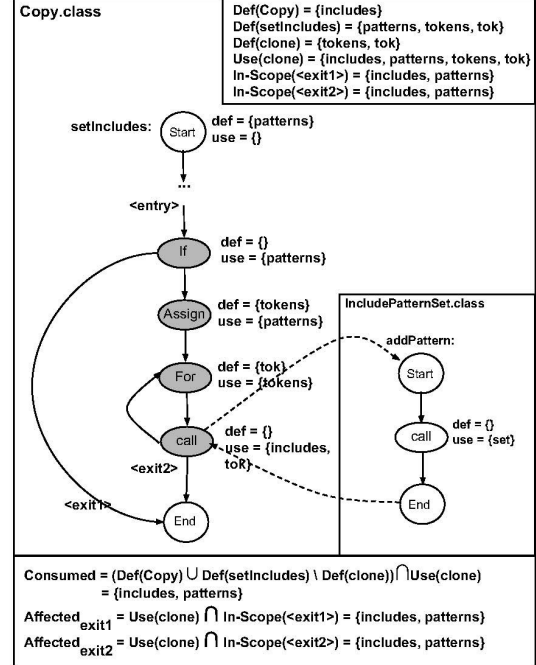 Copy.class
Def(Copy) = {includes}
Def(setIncludes) = {patterns, tokens, tok}
Def(clone) = {tokens, tok}
Use(clone) = {includes, patterns, tokens, tok}
In-Scope(<exit1>) = {includes, patterns}
In-Scope(<exit2>) = {includes, patterns}
setIncludes:
Start
def = {patterns}
use = {}
...
<entry>
If
def = {}
use = {patterns}
Assign
def = {tokens}
use = {patterns}
IncludePatternSet.class
addPattern:
Start
For
def = {tok}
use = {tokens}
call
def = {}
use = {includes,
tok}
call
def = {}
use = {set}
<exit2>
<exit1>
End
End
Consumed = (Def(Copy) ∪ Def(setIncludes) \ Def(clone)) ∩ Use(clone)
= {includes, patterns}
Affected exit1 = Use(clone) ∩ In-Scope(<exit1>) = {includes, patterns}
Affected exit2 = Use(clone) ∩ In-Scope(<exit2>) = {includes, patterns}